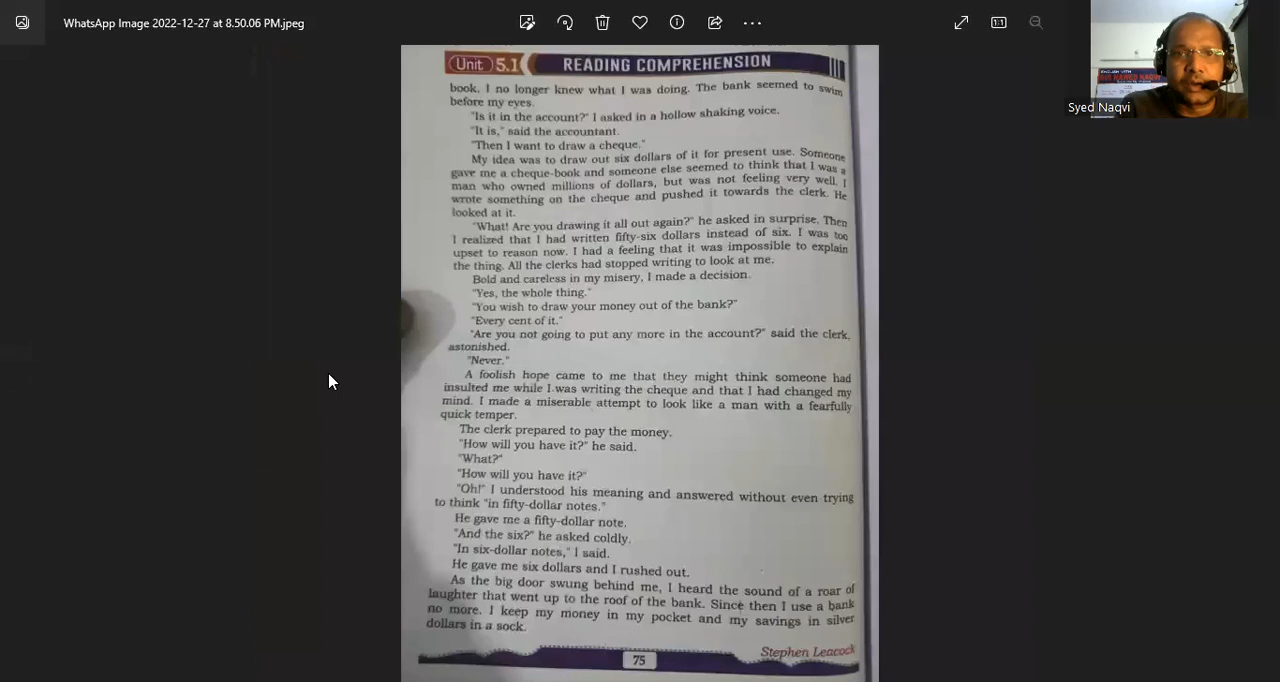 WhatsApp Image 2022-12-27 at 8.50.06 PM.jpeg
1:1
Syed Naqvi
Unit 5.1 READING COMPREHENSION
book. I no longer knew what I was doing. The bank seemed to swim
before my eyes.
"Is it in the account?" I asked in a hollow shaking voice.
"It is," said the accountant.
"Then I want to draw a cheque."
My idea was to draw out six dollars of it for present use. Someone
gave me a cheque-book and someone else seemed to think that I was a
man who owned millions of dollars, but was not feeling very well. I
wrote something on the cheque and pushed it towards the clerk. He
looked at it.
"What! Are you drawing it all out again?" he asked in surprise. Then
I realized that I had written fifty-six dollars instead of six. I was too
upset to reason now. I had a feeling that it was impossible to explain
the thing. All the clerks had stopped writing to look at me.
Bold and careless in my misery, I made a decision.
"Yes, the whole thing."
"You wish to draw your money out of the bank?"
"Every cent of it."
"Are you not going to put any more in the account?" said the clerk,
astonished.
"Never."
A foolish hope came to me that they might think someone had
insulted me while I was writing the cheque and that I had changed my
mind. I made a miserable attempt to look like a man with a fearfully
quick temper.
The clerk prepared to pay the money.
"How will you have it?" he said.
"What?"
"How will you have it?"
"Oh!" I understood his meaning and answered without even trying
to think "in fifty-dollar notes."
He gave me a fifty-dollar note.
"And the six?" he asked coldly.
"In six-dollar notes," I said.
He gave me six dollars and I rushed out.
As the big door swung behind me, I heard the sound of a roar of
laughter that went up to the roof of the bank. Since then I use a bank
no more. I keep my money in my pocket and my savings in silver
dollars in a sock.
Stephen Leacock
75